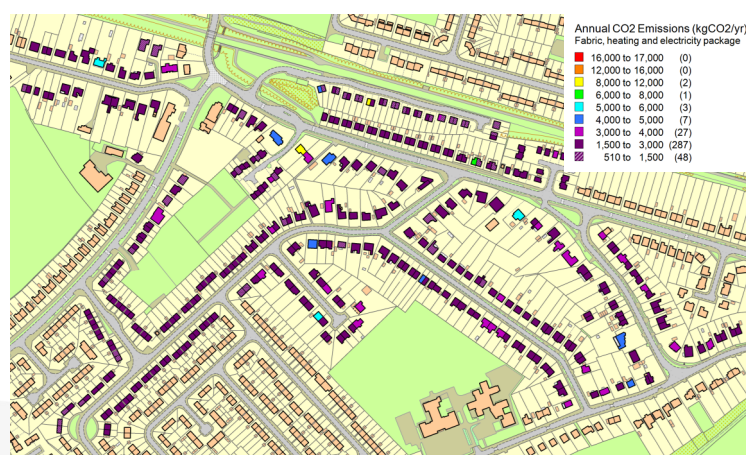 Annual CO2 Emissions (kgCO2/yr)
Fabric, heating and electricity package
16,000 to 17,000 (0)
12,000 to 16,000 (0)
8,000 to 12,000 (2)
6,000 to 8,000 (1)
5,000 to 6,000 (3)
4,000 to 5,000 (7)
3,000 to 4,000 (27)
1,500 to 3,000 (287)
510 to 1,500 (48)